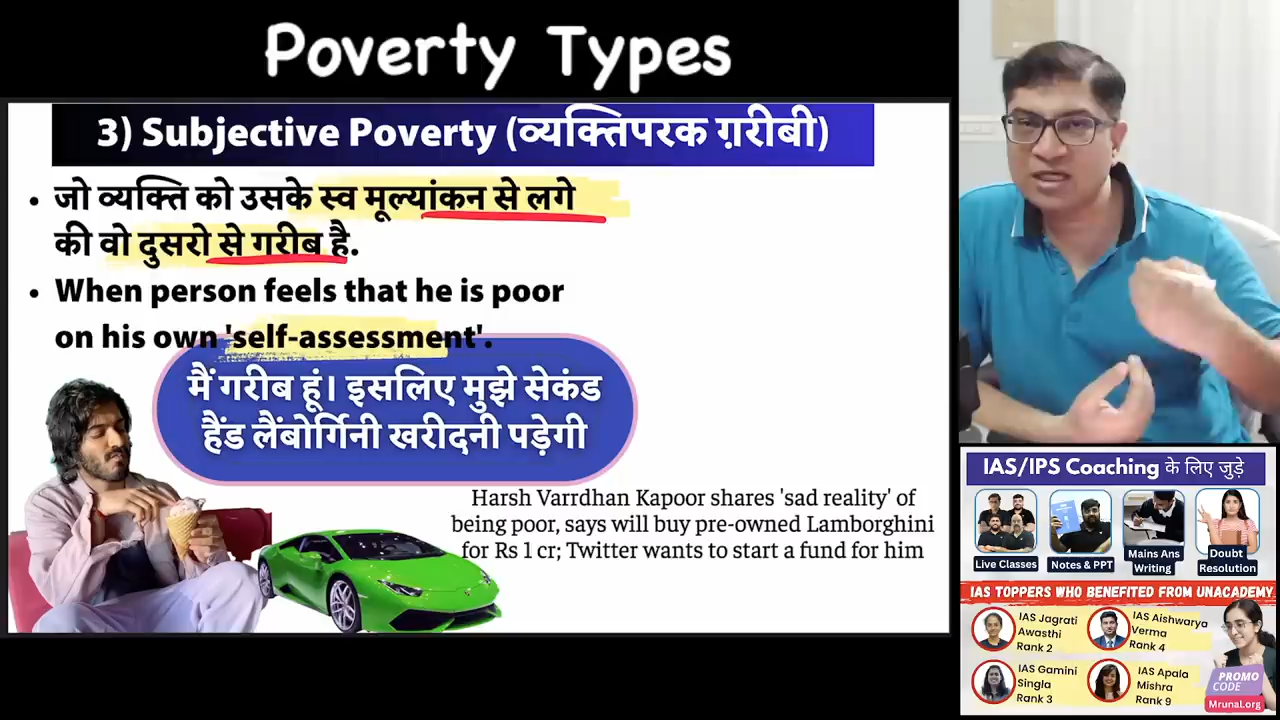 Poverty Types
3) Subjective Poverty (व्यक्तिपरक ग़रीबी)
• जो व्यक्ति को उसके स्व मूल्यांकन से लगे
की वो दुसरो से गरीब है.
• When person feels that he is poor
on his own 'self-assessment'.
मैं गरीब हूं। इसलिए मुझे सेकंड
हैंड लैंबोर्गिनी खरीदनी पड़ेगी
Harsh Varrdhan Kapoor shares 'sad reality' of
being poor, says will buy pre-owned Lamborghini
for Rs 1 cr; Twitter wants to start a fund for him
IAS/IPS Coaching के लिए जुड़े
Live Classes
Notes & PPT
Mains Ans
Writing
Doubt
Resolution
IAS TOPPERS WHO BENEFITED FROM UNACADEMY
IAS Jagrati
Awasthi
Rank 2
IAS Aishwarya
Verma
Rank 4
IAS Gamini
Singla
Rank 3
IAS Apala
Mishra
Rank 9
PROMO
CODE
Mrunal.org